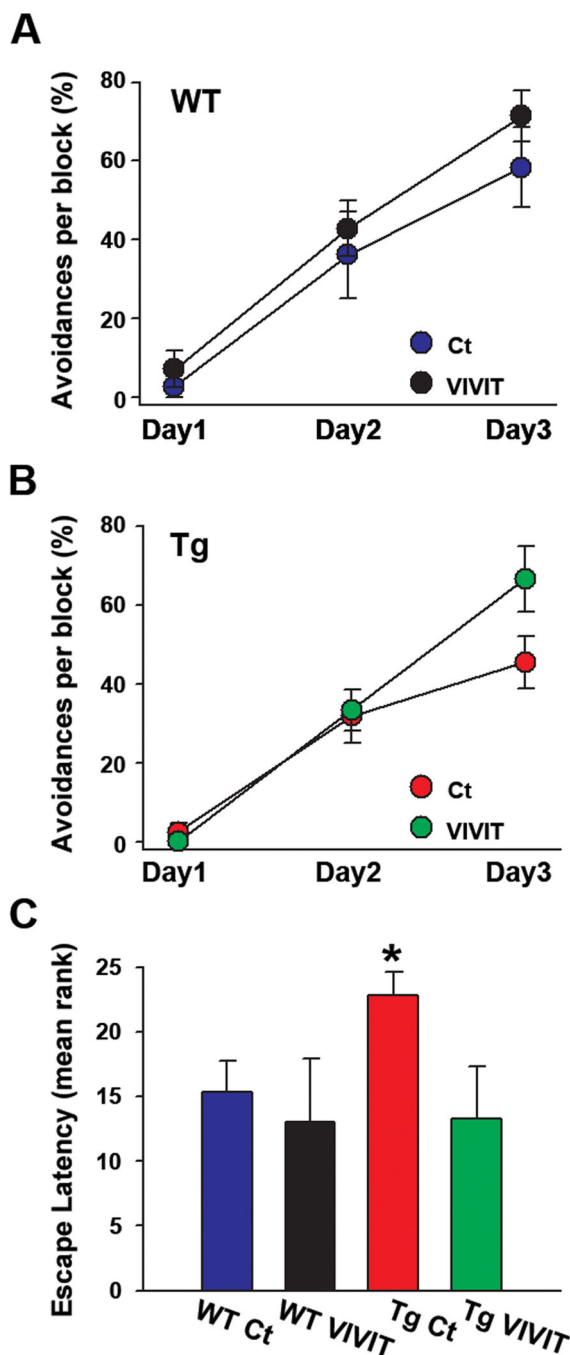 A
Avoidances per block (%)
WT
80
60
40
20
0
Ct
VIVIT
Day1 Day2 Day3
B
Avoidances per block (%)
Tg
80
60
40
20
0
Ct
VIVIT
Day1 Day2 Day3
C
Escape Latency (mean rank)
*
25
20
15
10
5
0
WT Ct WT VIVIT Tg Ct Tg VIVIT